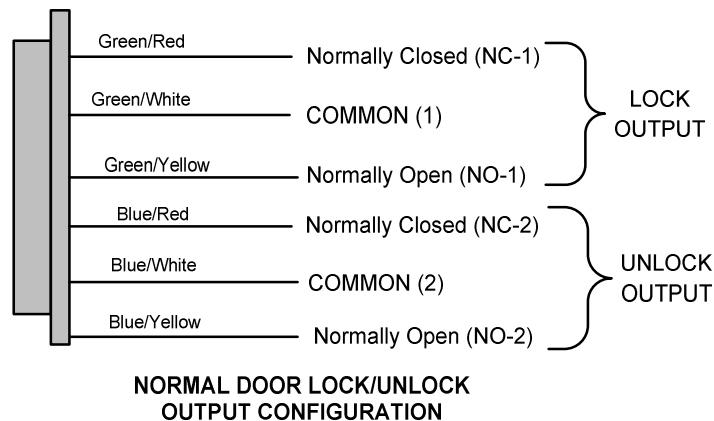 Green/Red
Normally Closed (NC-1)
Green/White
COMMON (1)
Green/Yellow
Normally Open (NO-1)
LOCK
OUTPUT
Blue/Red
Normally Closed (NC-2)
Blue/White
COMMON (2)
Blue/Yellow
Normally Open (NO-2)
UNLOCK
OUTPUT
NORMAL DOOR LOCK/UNLOCK
OUTPUT CONFIGURATION